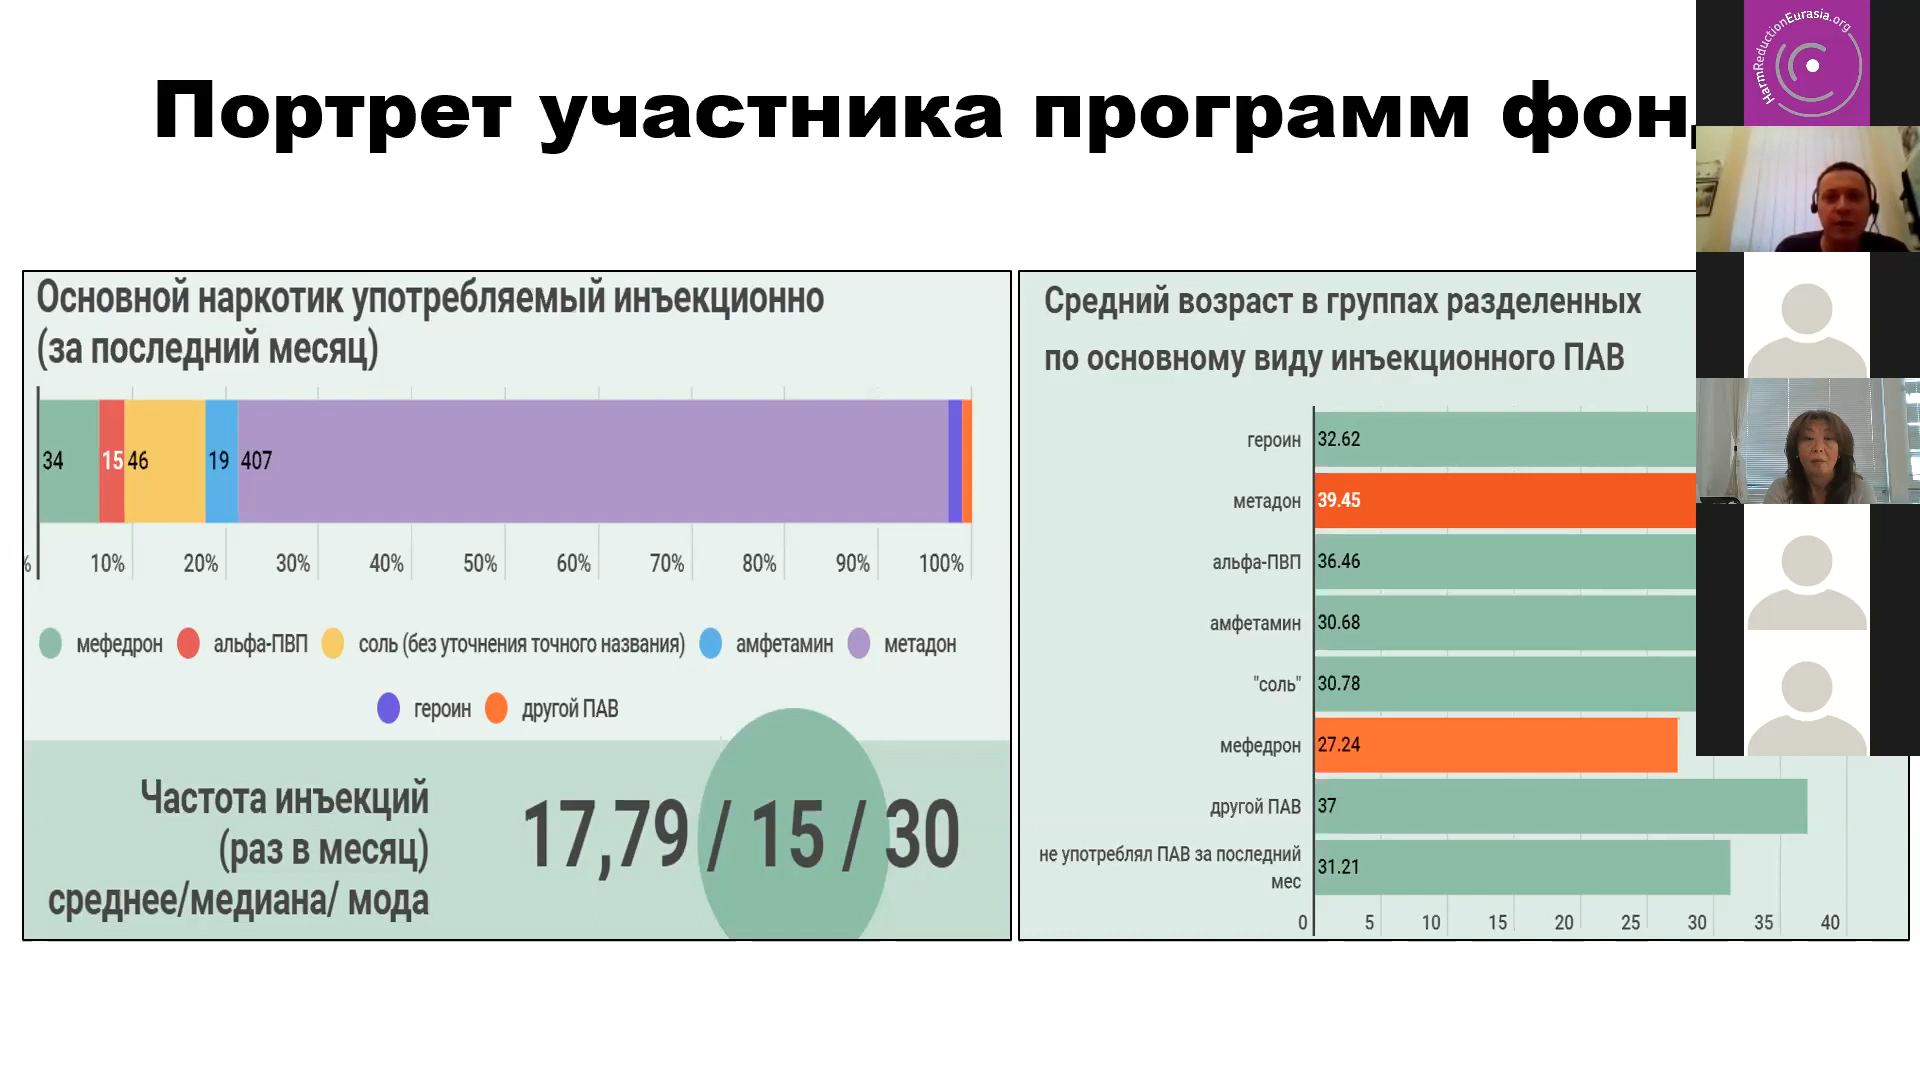 Портрет участника программ фон
HarmReductionEurasia.org
Основной наркотик употребляемый инъекционно
(за последний месяц)
34 15 46 19 407
% 10% 20% 30% 40% 50% 60% 70% 80% 90% 100%
мефедрон альфа-ПВП соль (без уточнения точного названия) амфетамин метадон
героин другой ПАВ
Частота инъекций
(раз в месяц)
среднее/медиана/ мода
17,79 / 15 / 30
Средний возраст в группах разделенных
по основному виду инъекционного ПАВ
героин 32.62
метадон 39.45
альфа-ПВП 36.46
амфетамин 30.68
"соль" 30.78
мефедрон 27.24
другой ПАВ 37
не употреблял ПАВ за последний
мес 31.21
0 5 10 15 20 25 30 35 40